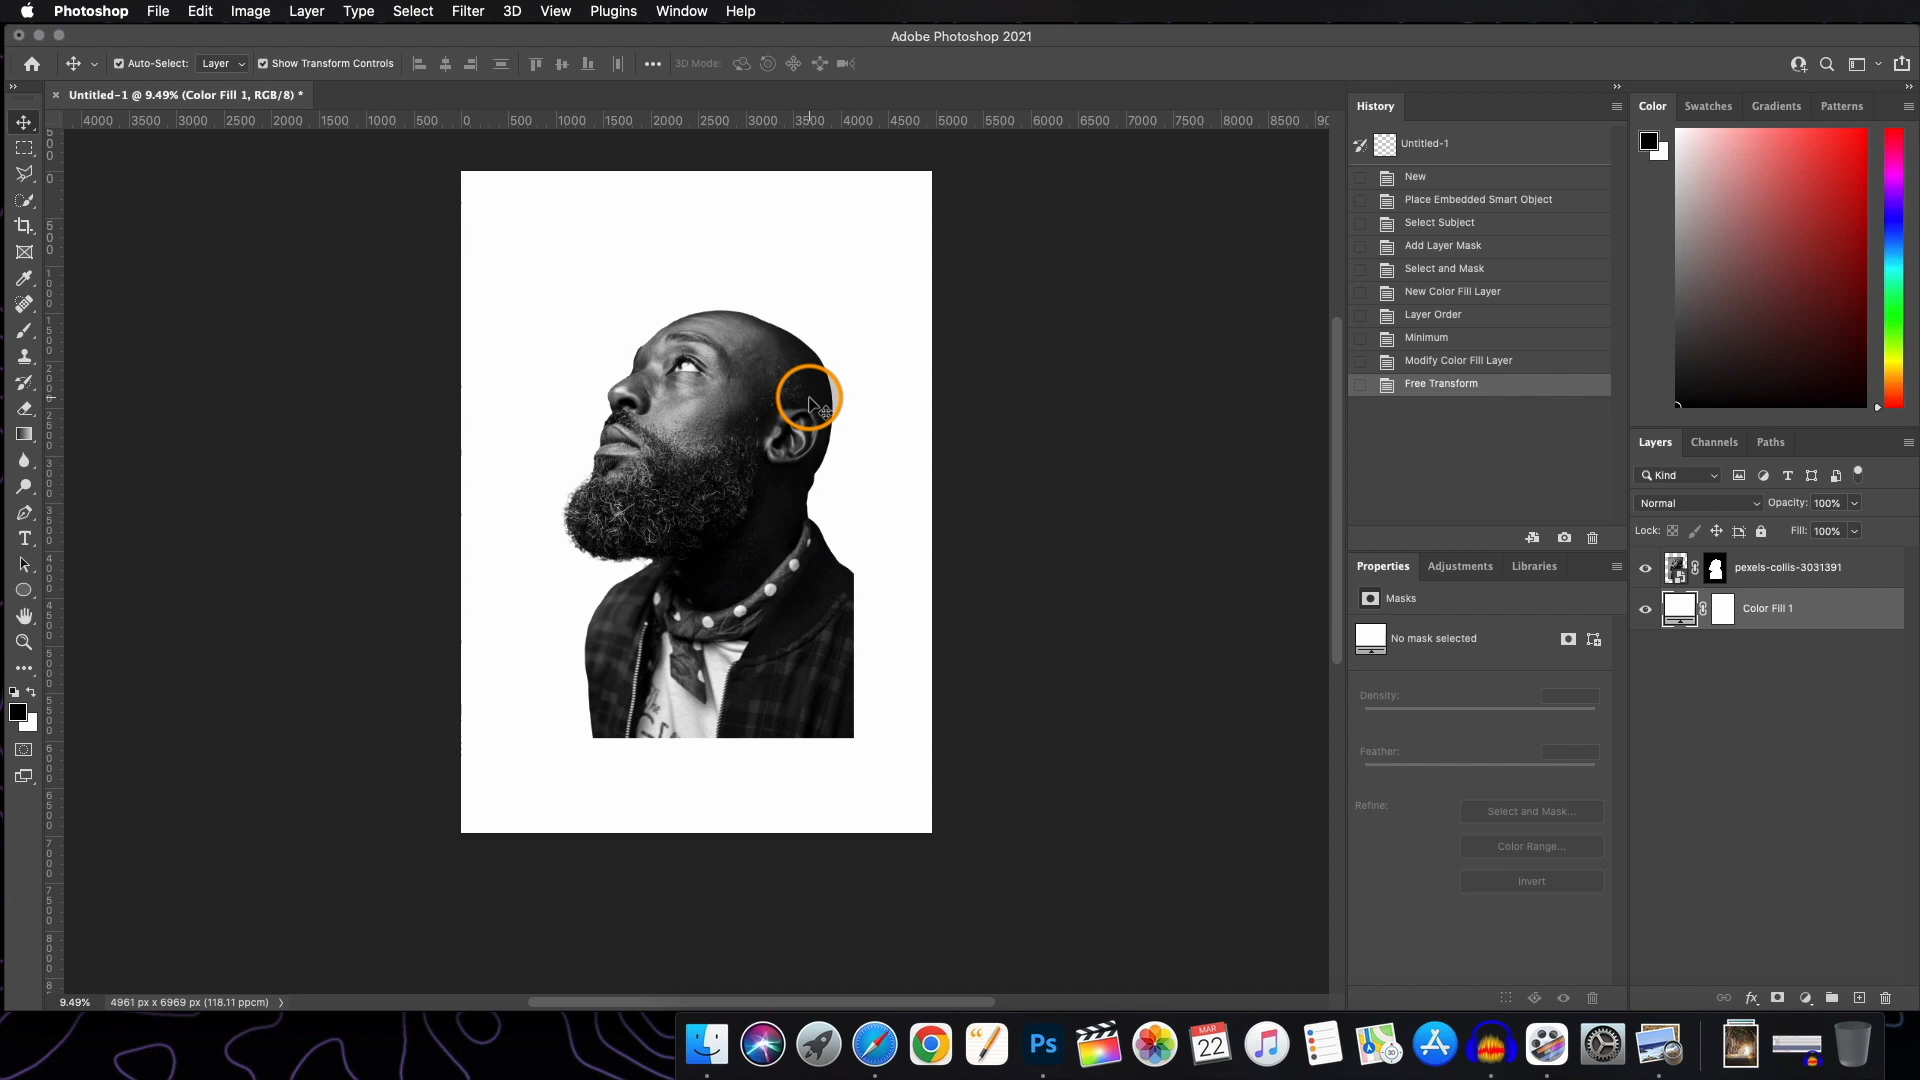 Photoshop File Edit Image Layer Type Select Filter 3D View Plugins Window Help
Adobe Photoshop 2021
Auto-Select: Layer Show Transform Controls ••• 3D Mode:
Untitled-1 @ 9.49% (Color Fill 1, RGB/8) *
4000 3500 3000 2500 2000 1500 1000 500 0 500 1000 1500 2000 2500 3000 3500 4000 4500 5000 5500 6000 6500 7000 7500 8000 8500
History
Untitled-1
New
Place Embedded Smart Object
Select Subject
Add Layer Mask
Select and Mask
New Color Fill Layer
Layer Order
Minimum
Modify Color Fill Layer
Free Transform
Color Swatches Gradients Patterns
Properties Adjustments Libraries
Masks
No mask selected
Density:
Feather:
Refine: Select and Mask...
Color Range...
Invert
Layers Channels Paths
Kind
Normal Opacity: 100%
Lock: Fill: 100%
pexels-collis-3031391
Color Fill 1
9.49% 4961 px x 6969 px (118.11 ppcm)
Ps
MAR
22
3D